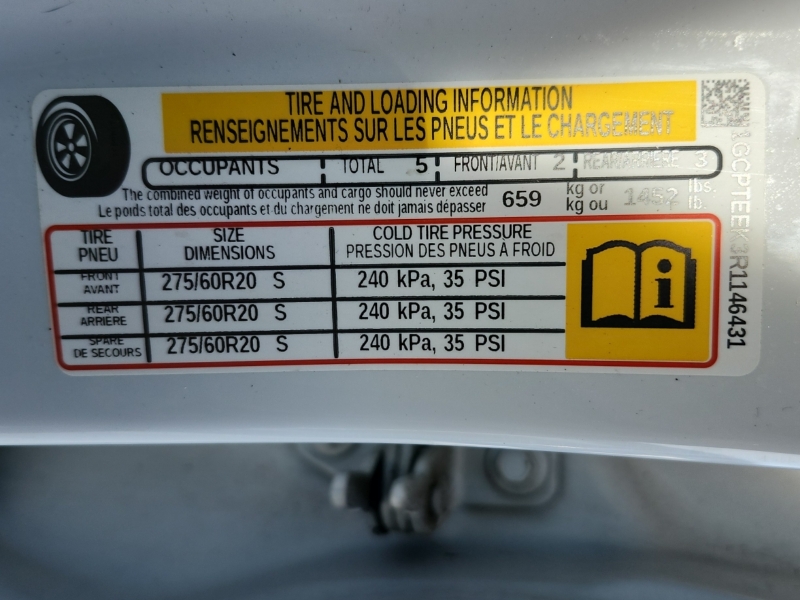 TIRE AND LOADING INFORMATION
RENSEIGNEMENTS SUR LES PNEUS ET LE CHARGEMENT
OCCUPANTS TOTAL 5 FRONT/AVANT 2 REAR/ARRIÈRE 3
The combined weight of occupants and cargo should never exceed 659 kg or lbs.
Le poids total des occupants et du chargement ne doit jamais dépasser kg ou lb.
TIRE PNEU SIZE DIMENSIONS COLD TIRE PRESSURE PRESSION DES PNEUS A FROID
FRONT AVANT 275/60R20 S 240 kPa, 35 PSI
REAR ARRIERE 275/60R20 S 240 kPa, 35 PSI
SPARE DE SECOURS 275/60R20 S 240 kPa, 35 PSI
i